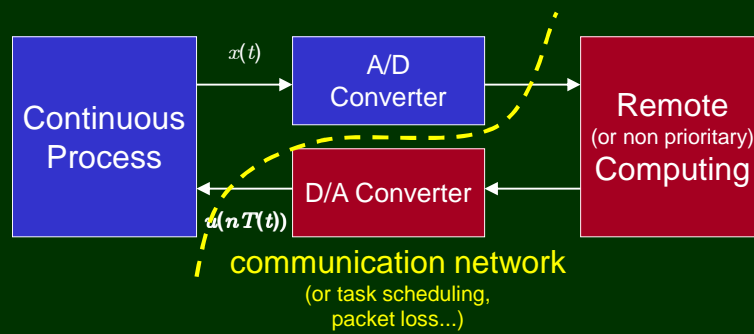 x(t)
A/D
Converter
Continuous
Process
Remote
(or non prioritary)
Computing
D/A Converter
u(nT(t))
communication network
(or task scheduling,
packet loss...)